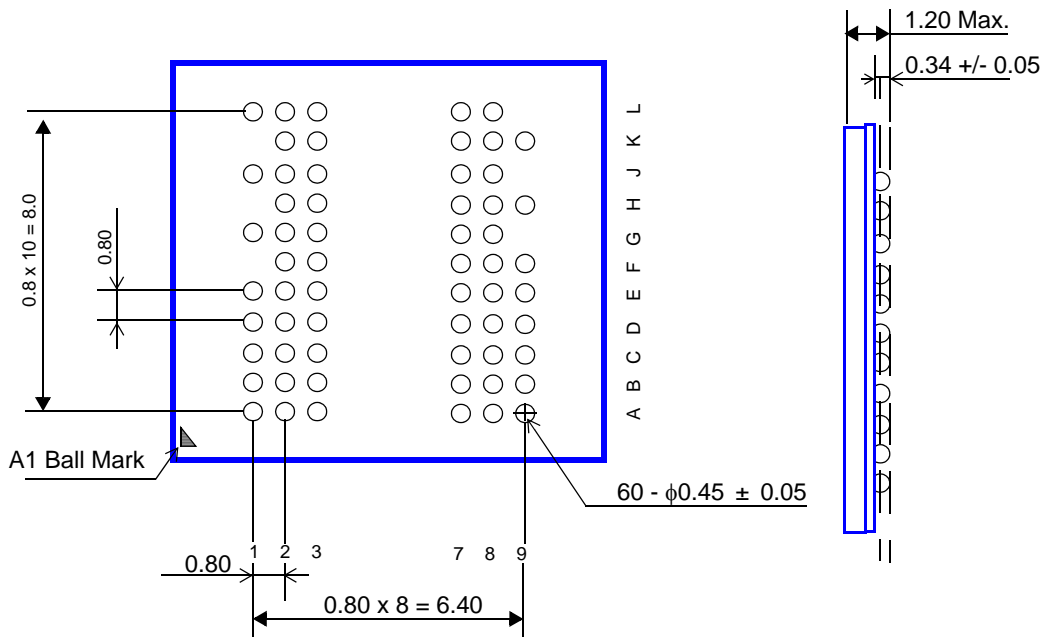 1.20 Max.
0.34 +/- 0.05
L
K
J
H
G
F
E
D
C
B
A
0.8 x 10 = 8.0
0.80
A1 Ball Mark
60 - ϕ0.45 ± 0.05
1 2 3 7 8 9
0.80
0.80 x 8 = 6.40